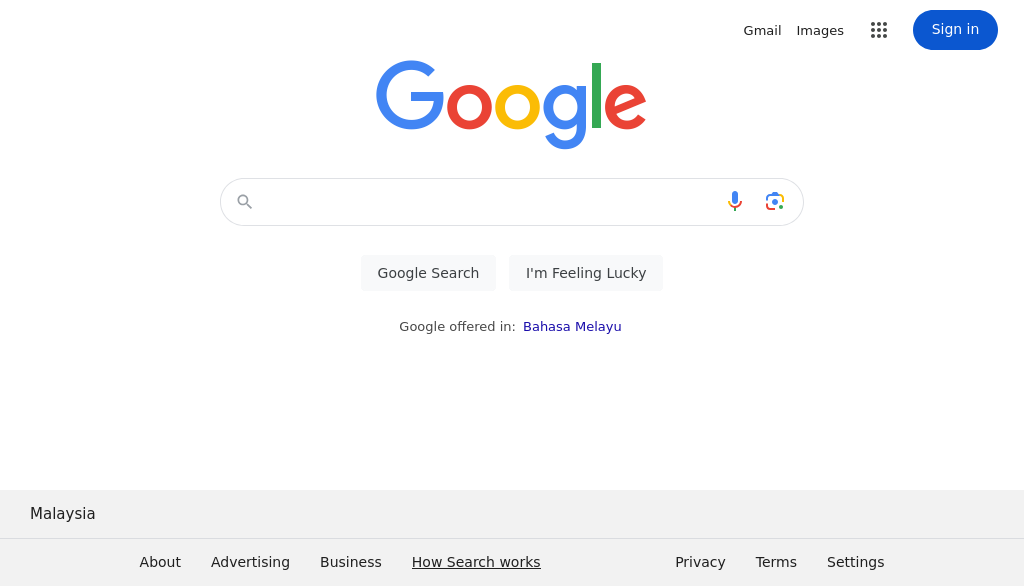 Gmail Images Sign in
Google
Google Search I'm Feeling Lucky
Google offered in: Bahasa Melayu
Malaysia
About Advertising Business How Search works Privacy Terms Settings